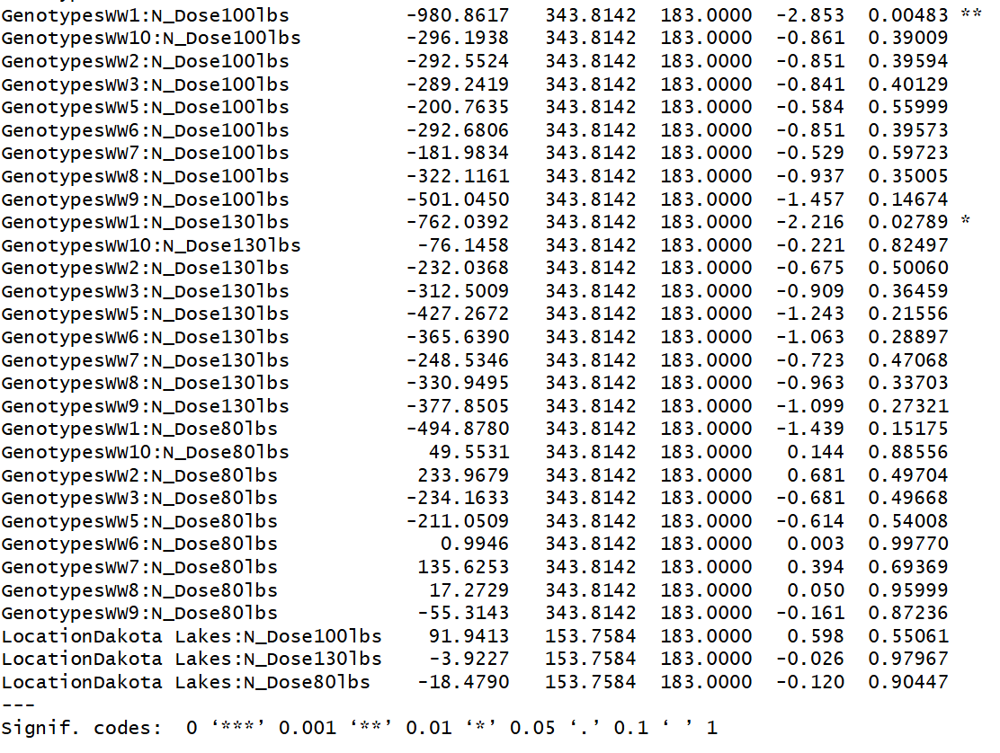 GenotypesWW1:N_Dose100lbs -980.8617 343.8142 183.0000 -2.853 0.00483 **
GenotypesWW10:N_Dose100lbs -296.1938 343.8142 183.0000 -0.861 0.39009
GenotypesWW2:N_Dose100lbs -292.5524 343.8142 183.0000 -0.851 0.39594
GenotypesWW3:N_Dose100lbs -289.2419 343.8142 183.0000 -0.841 0.40129
GenotypesWW5:N_Dose100lbs -200.7635 343.8142 183.0000 -0.584 0.55999
GenotypesWW6:N_Dose100lbs -292.6806 343.8142 183.0000 -0.851 0.39573
GenotypesWW7:N_Dose100lbs -181.9834 343.8142 183.0000 -0.529 0.59723
GenotypesWW8:N_Dose100lbs -322.1161 343.8142 183.0000 -0.937 0.35005
GenotypesWW9:N_Dose100lbs -501.0450 343.8142 183.0000 -1.457 0.14674
GenotypesWW1:N_Dose130lbs -762.0392 343.8142 183.0000 -2.216 0.02789 *
GenotypesWW10:N_Dose130lbs -76.1458 343.8142 183.0000 -0.221 0.82497
GenotypesWW2:N_Dose130lbs -232.0368 343.8142 183.0000 -0.675 0.50060
GenotypesWW3:N_Dose130lbs -312.5009 343.8142 183.0000 -0.909 0.36459
GenotypesWW5:N_Dose130lbs -427.2672 343.8142 183.0000 -1.243 0.21556
GenotypesWW6:N_Dose130lbs -365.6390 343.8142 183.0000 -1.063 0.28897
GenotypesWW7:N_Dose130lbs -248.5346 343.8142 183.0000 -0.723 0.47068
GenotypesWW8:N_Dose130lbs -330.9495 343.8142 183.0000 -0.963 0.33703
GenotypesWW9:N_Dose130lbs -377.8505 343.8142 183.0000 -1.099 0.27321
GenotypesWW1:N_Dose80lbs -494.8780 343.8142 183.0000 -1.439 0.15175
GenotypesWW10:N_Dose80lbs 49.5531 343.8142 183.0000 0.144 0.88556
GenotypesWW2:N_Dose80lbs 233.9679 343.8142 183.0000 0.681 0.49704
GenotypesWW3:N_Dose80lbs -234.1633 343.8142 183.0000 -0.681 0.49668
GenotypesWW5:N_Dose80lbs -211.0509 343.8142 183.0000 -0.614 0.54008
GenotypesWW6:N_Dose80lbs 0.9946 343.8142 183.0000 0.003 0.99770
GenotypesWW7:N_Dose80lbs 135.6253 343.8142 183.0000 0.394 0.69369
GenotypesWW8:N_Dose80lbs 17.2729 343.8142 183.0000 0.050 0.95999
GenotypesWW9:N_Dose80lbs -55.3143 343.8142 183.0000 -0.161 0.87236
LocationDakota Lakes:N_Dose100lbs 91.9413 153.7584 183.0000 0.598 0.55061
LocationDakota Lakes:N_Dose130lbs -3.9227 153.7584 183.0000 -0.026 0.97967
LocationDakota Lakes:N_Dose80lbs -18.4790 153.7584 183.0000 -0.120 0.90447
---
Signif. codes: 0 ‘***’ 0.001 ‘**’ 0.01 ‘*’ 0.05 ‘.’ 0.1 ‘ ’ 1